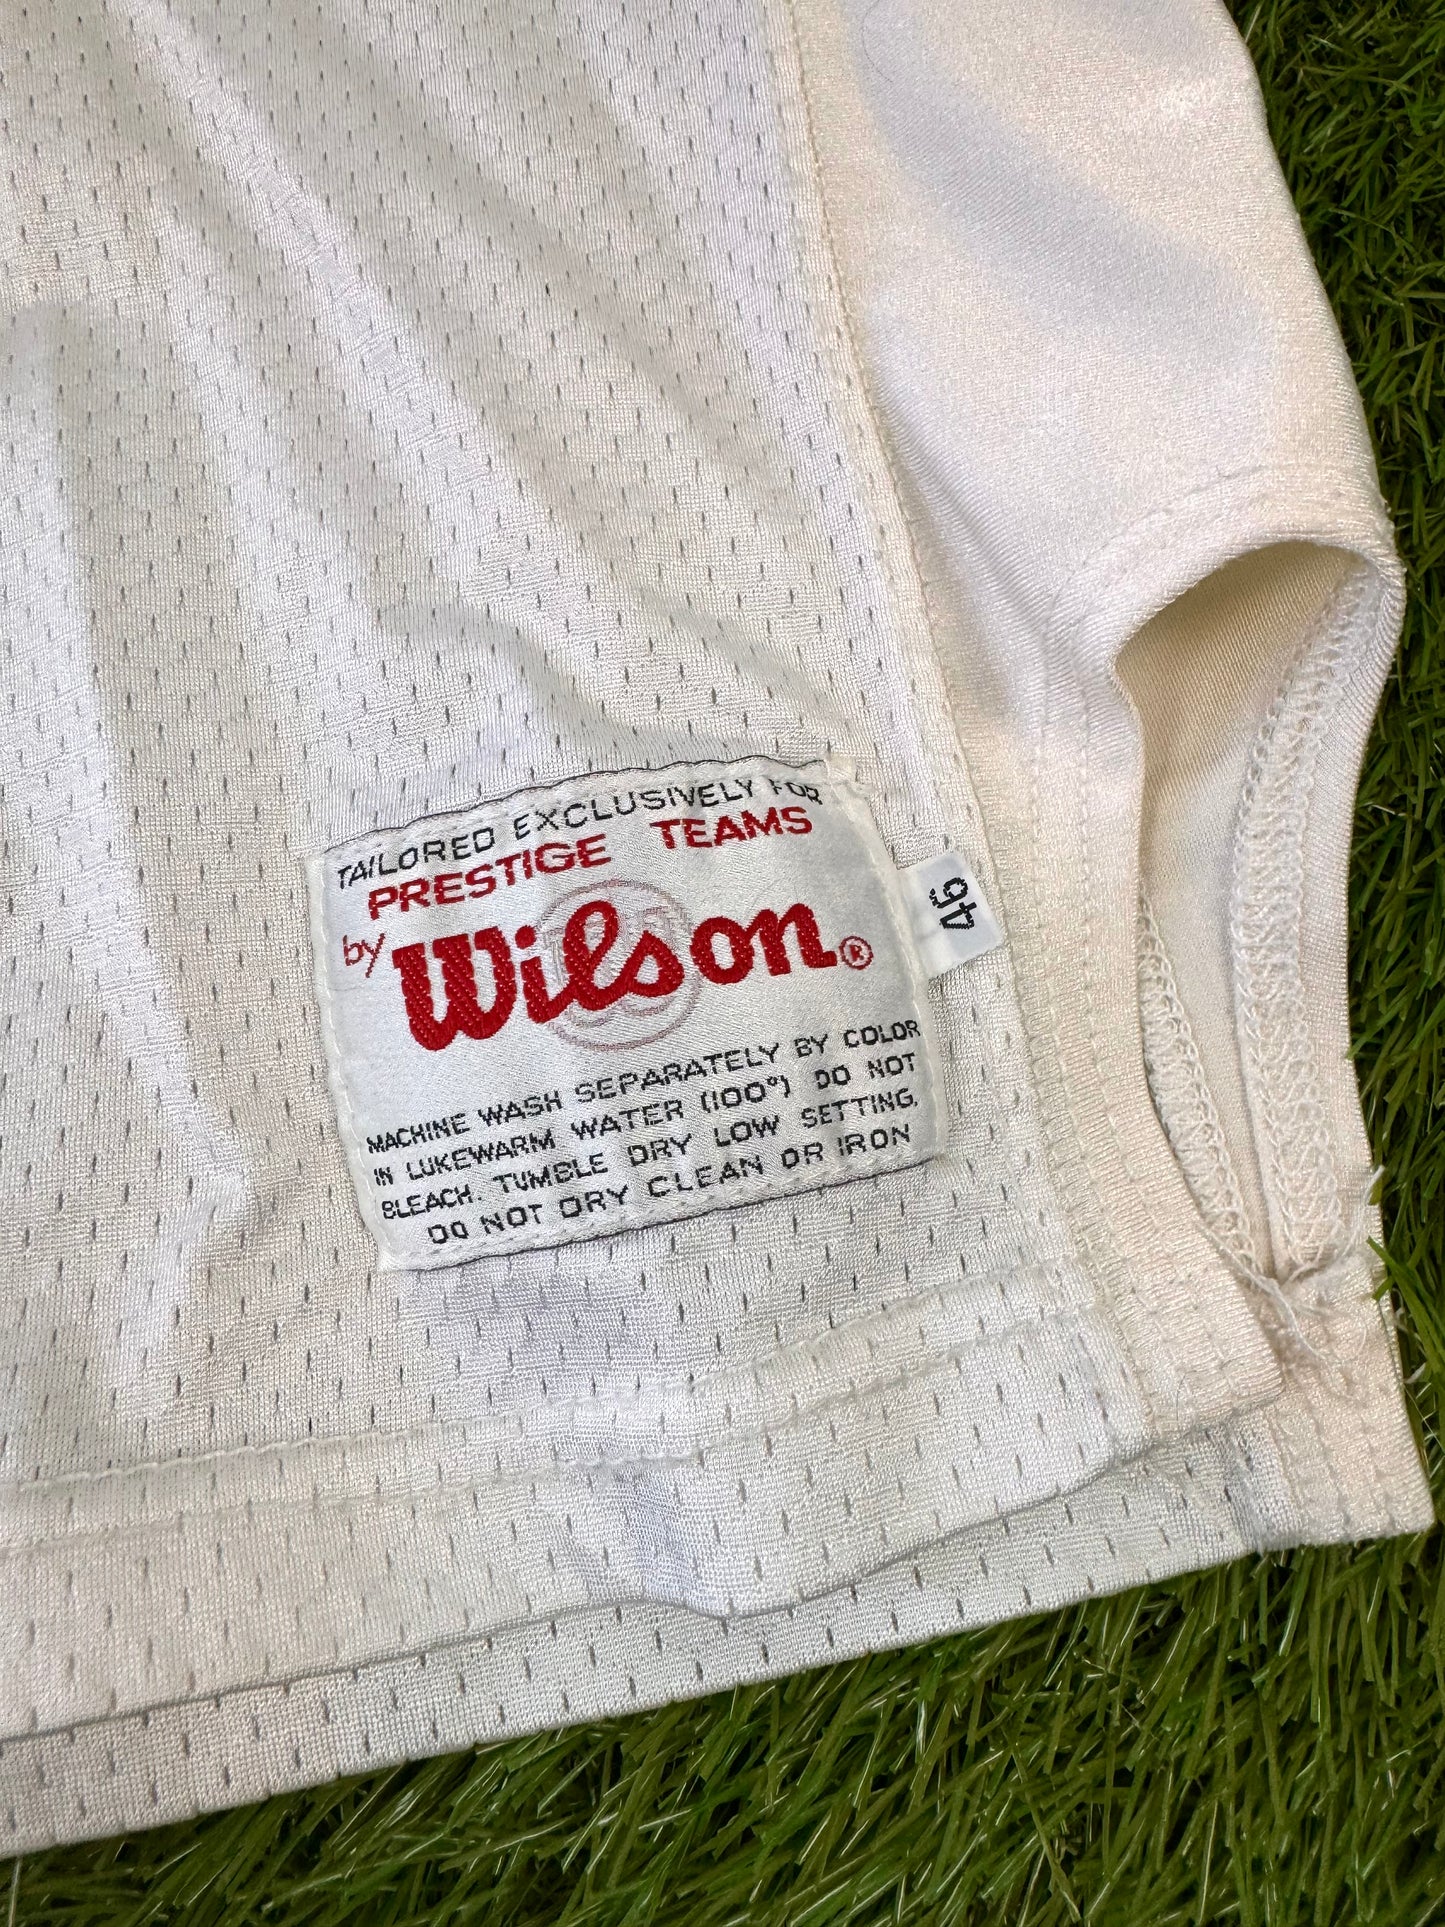 TAILORED EXCLUSIVELY FOR
PRESTIGE TEAMS
by Wilson®
MACHINE WASH SEPARATELY BY COLOR
IN LUKEWARM WATER (100°) DO NOT
BLEACH. TUMBLE DRY LOW SETTING.
DO NOT DRY CLEAN OR IRON
46